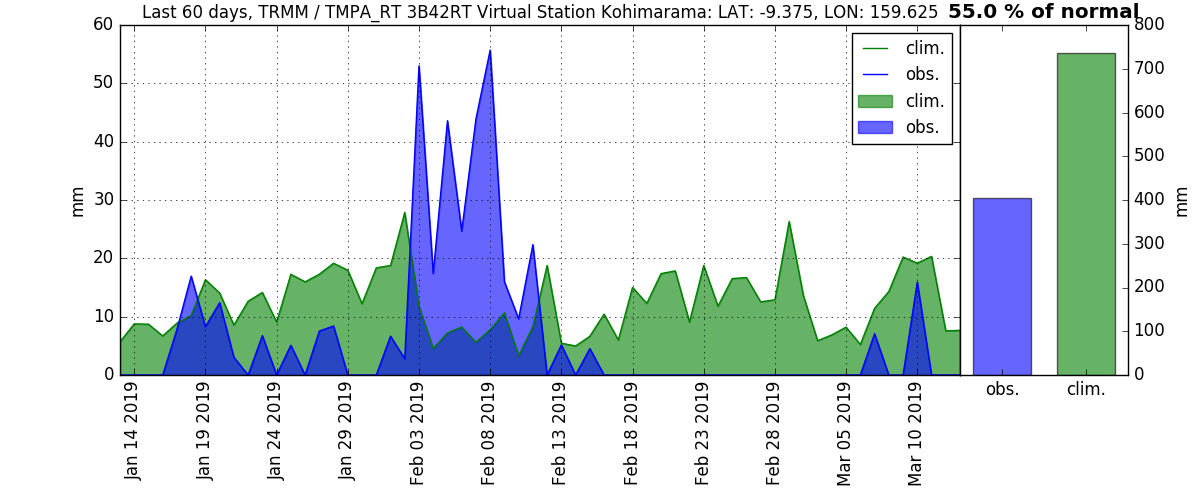 Last 60 days, TRMM / TMPA_RT 3B42RT Virtual Station Kohimarama: LAT: -9.375, LON: 159.625
55.0 % of normal
60
50
40
30
20
10
0
mm
clim.
obs.
clim.
obs.
800
700
600
500
400
300
200
100
0
mm
obs.
clim.
Jan 14 2019
Jan 19 2019
Jan 24 2019
Jan 29 2019
Feb 03 2019
Feb 08 2019
Feb 13 2019
Feb 18 2019
Feb 23 2019
Feb 28 2019
Mar 05 2019
Mar 10 2019